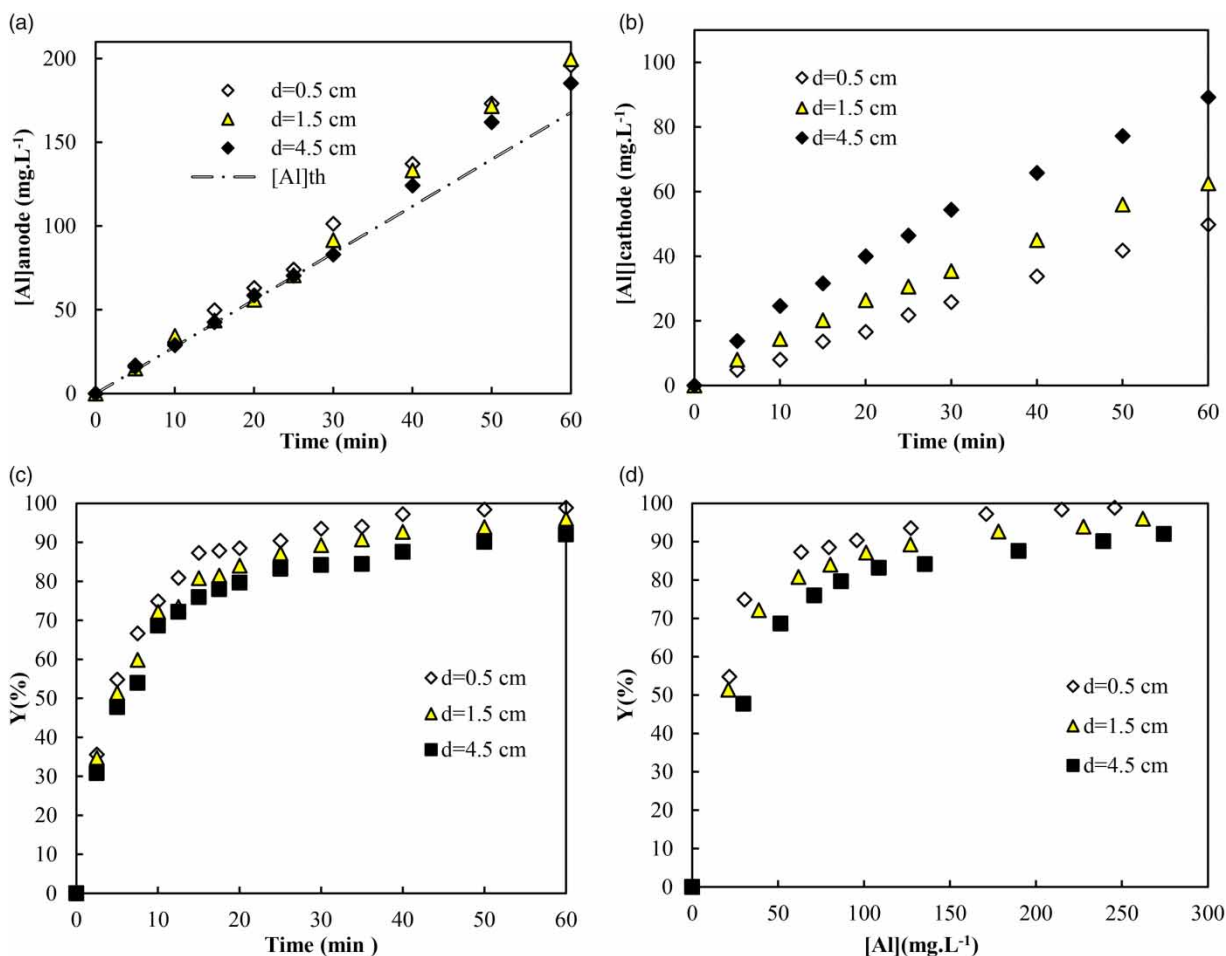 (a)
[Al]anode (mg.L-1)
200
150
100
50
0
d=0.5 cm
d=1.5 cm
d=4.5 cm
[Al]th
0 10 20 30 40 50 60
Time (min)
(b)
[Al[]cathode (mg.L-1)
100
80
60
40
20
0
d=0.5 cm
d=1.5 cm
d=4.5 cm
0 10 20 30 40 50 60
Time (min)
(c)
Y(%)
100
90
80
70
60
50
40
30
20
10
0
d=0.5 cm
d=1.5 cm
d=4.5 cm
0 10 20 30 40 50 60
Time (min )
(d)
Y(%)
100
90
80
70
60
50
40
30
20
10
0
d=0.5 cm
d=1.5 cm
d=4.5 cm
0 50 100 150 200 250 300
[Al](mg.L-1)